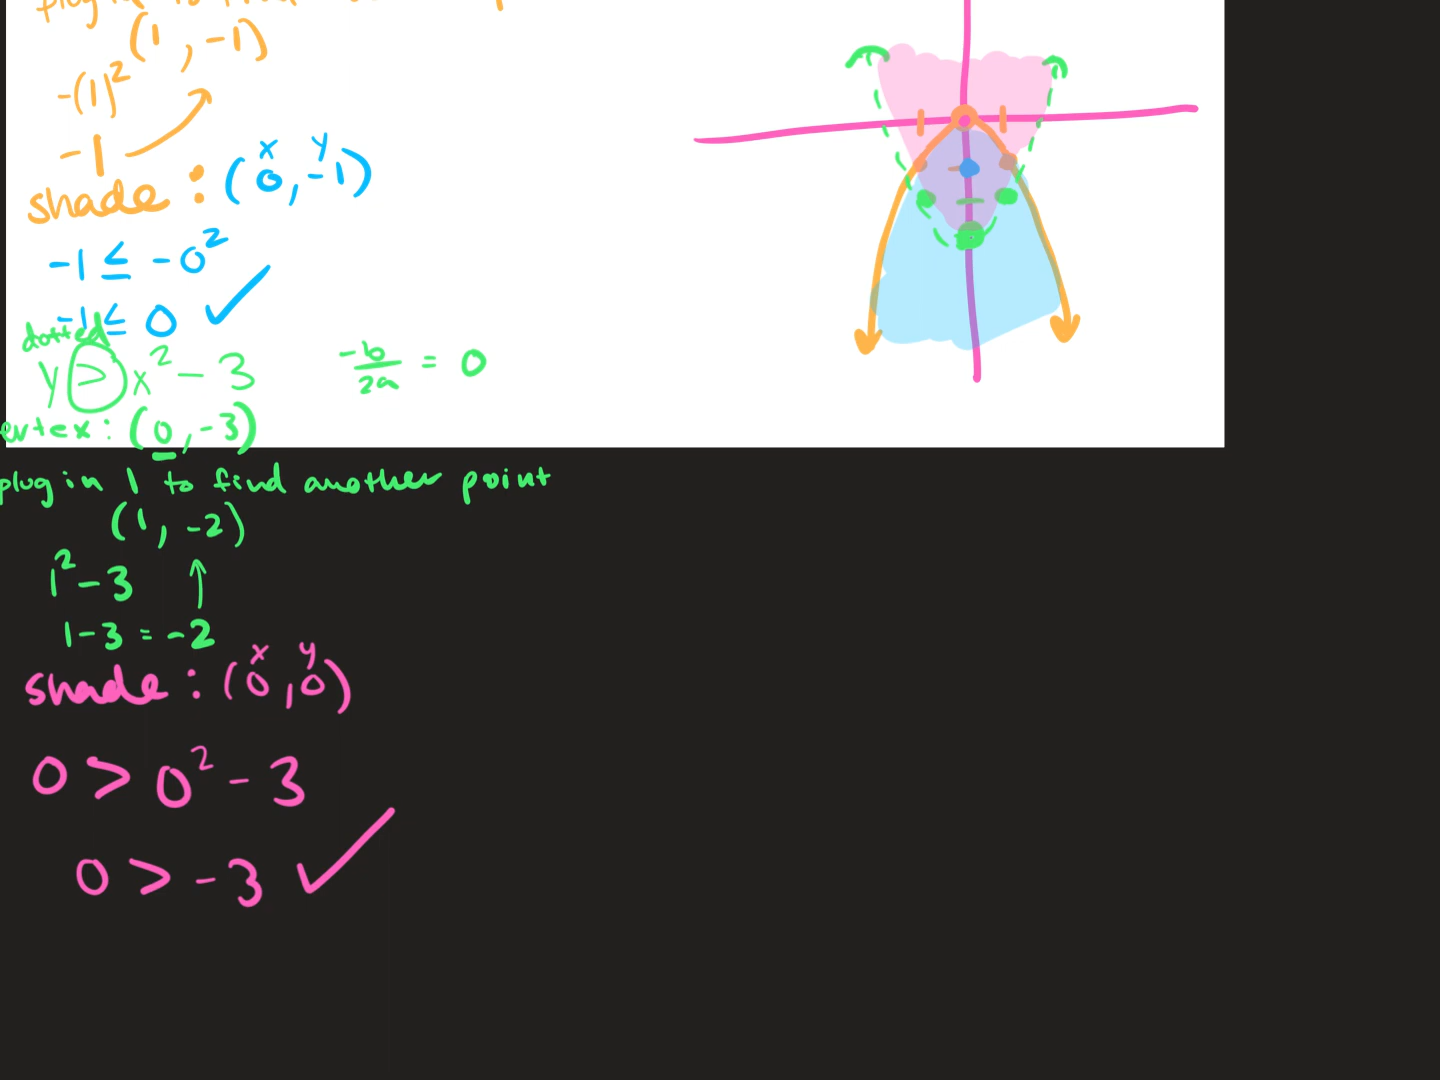 (1, -1)
-(1)²
-1
shade : (0, -1)
x y
-1 ≤ -0²
-1 ≤ 0 ✓
dotted
y > x² - 3
-b/2a = 0
ertex: (0, -3)
plug in 1 to find another point
(1, -2)
1² - 3
1 - 3 = -2
x y
shade : (0, 0)
0 > 0² - 3
0 > -3 ✓